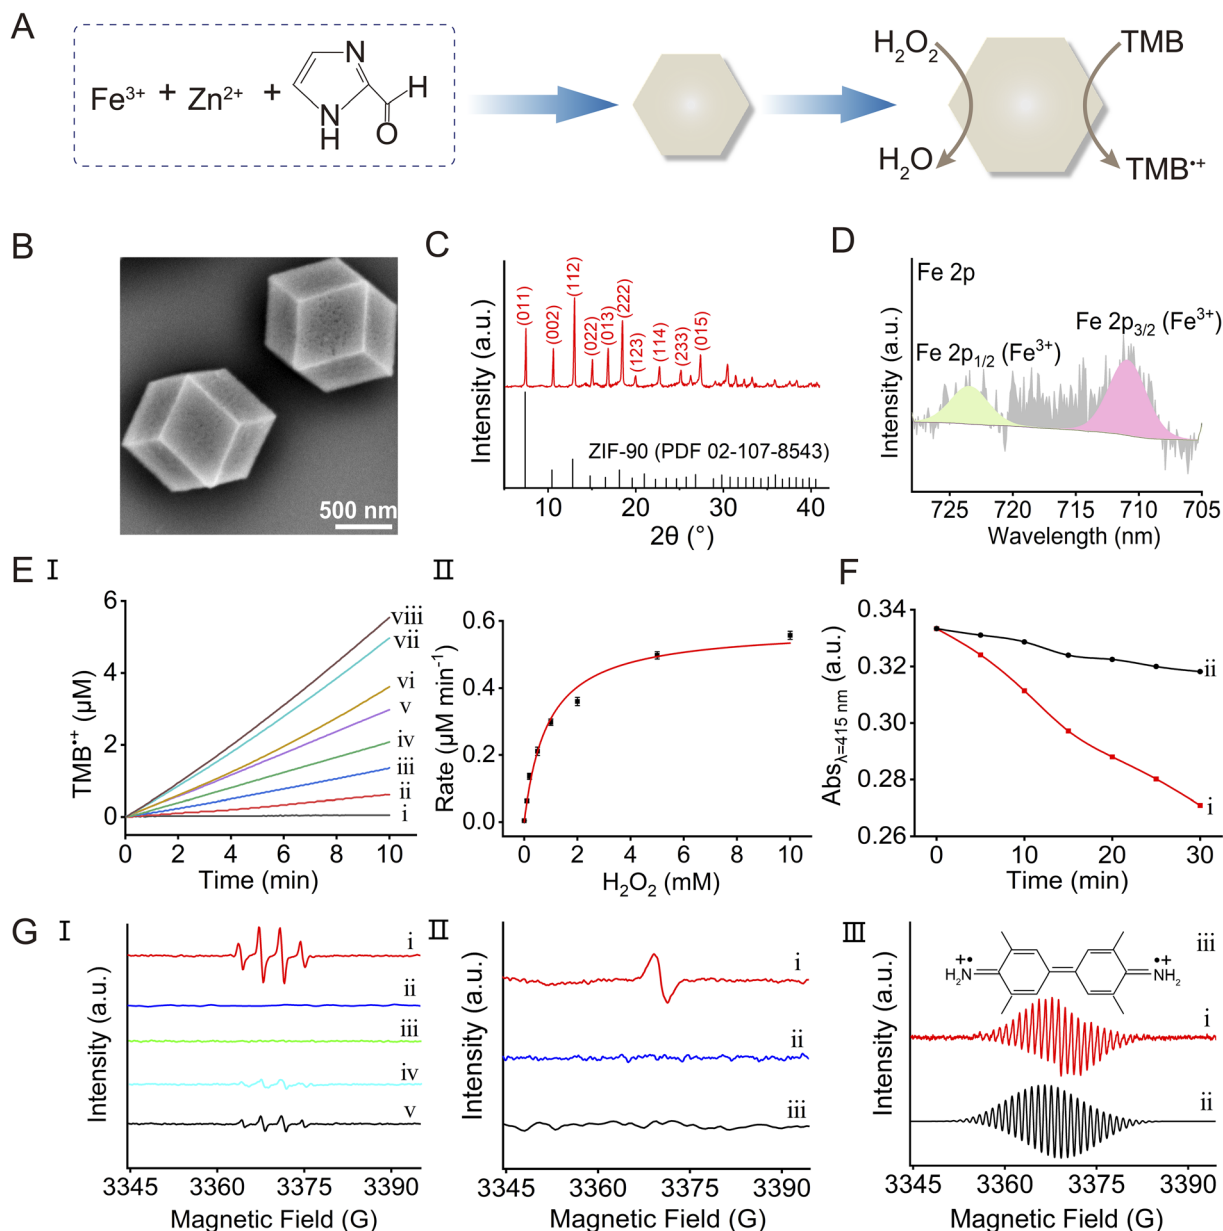 A
Fe³⁺ + Zn²⁺ +
N
N
H
H
O
H₂O₂
H₂O
TMB
TMB•⁺
B
500 nm
C
Intensity (a.u.)
(011)
(002)
(112)
(022)
(013)
(222)
(123)
(114)
(233)
(015)
ZIF-90 (PDF 02-107-8543)
10 20 30 40
2θ (°)
D
Intensity (a.u.)
Fe 2p
Fe 2p₃/₂ (Fe³⁺)
Fe 2p₁/₂ (Fe³⁺)
725 720 715 710 705
Wavelength (nm)
E I
TMB•⁺ (μM)
6
4
2
0
viii
vii
vi
v
iv
iii
ii
i
0 2 4 6 8 10
Time (min)
II
Rate (μM min⁻¹)
0.6
0.4
0.2
0.0
0 2 4 6 8 10
H₂O₂ (mM)
F
Abs λ=415 nm (a.u.)
0.34
0.32
0.30
0.28
0.26
ii
i
0 10 20 30
Time (min)
G I
Intensity (a.u.)
i
ii
iii
iv
v
3345 3360 3375 3390
Magnetic Field (G)
II
Intensity (a.u.)
i
ii
iii
3345 3360 3375 3390
Magnetic Field (G)
III
Intensity (a.u.)
iii
H₂N
+•
•+
NH₂
i
ii
3345 3360 3375 3390
Magnetic Field (G)